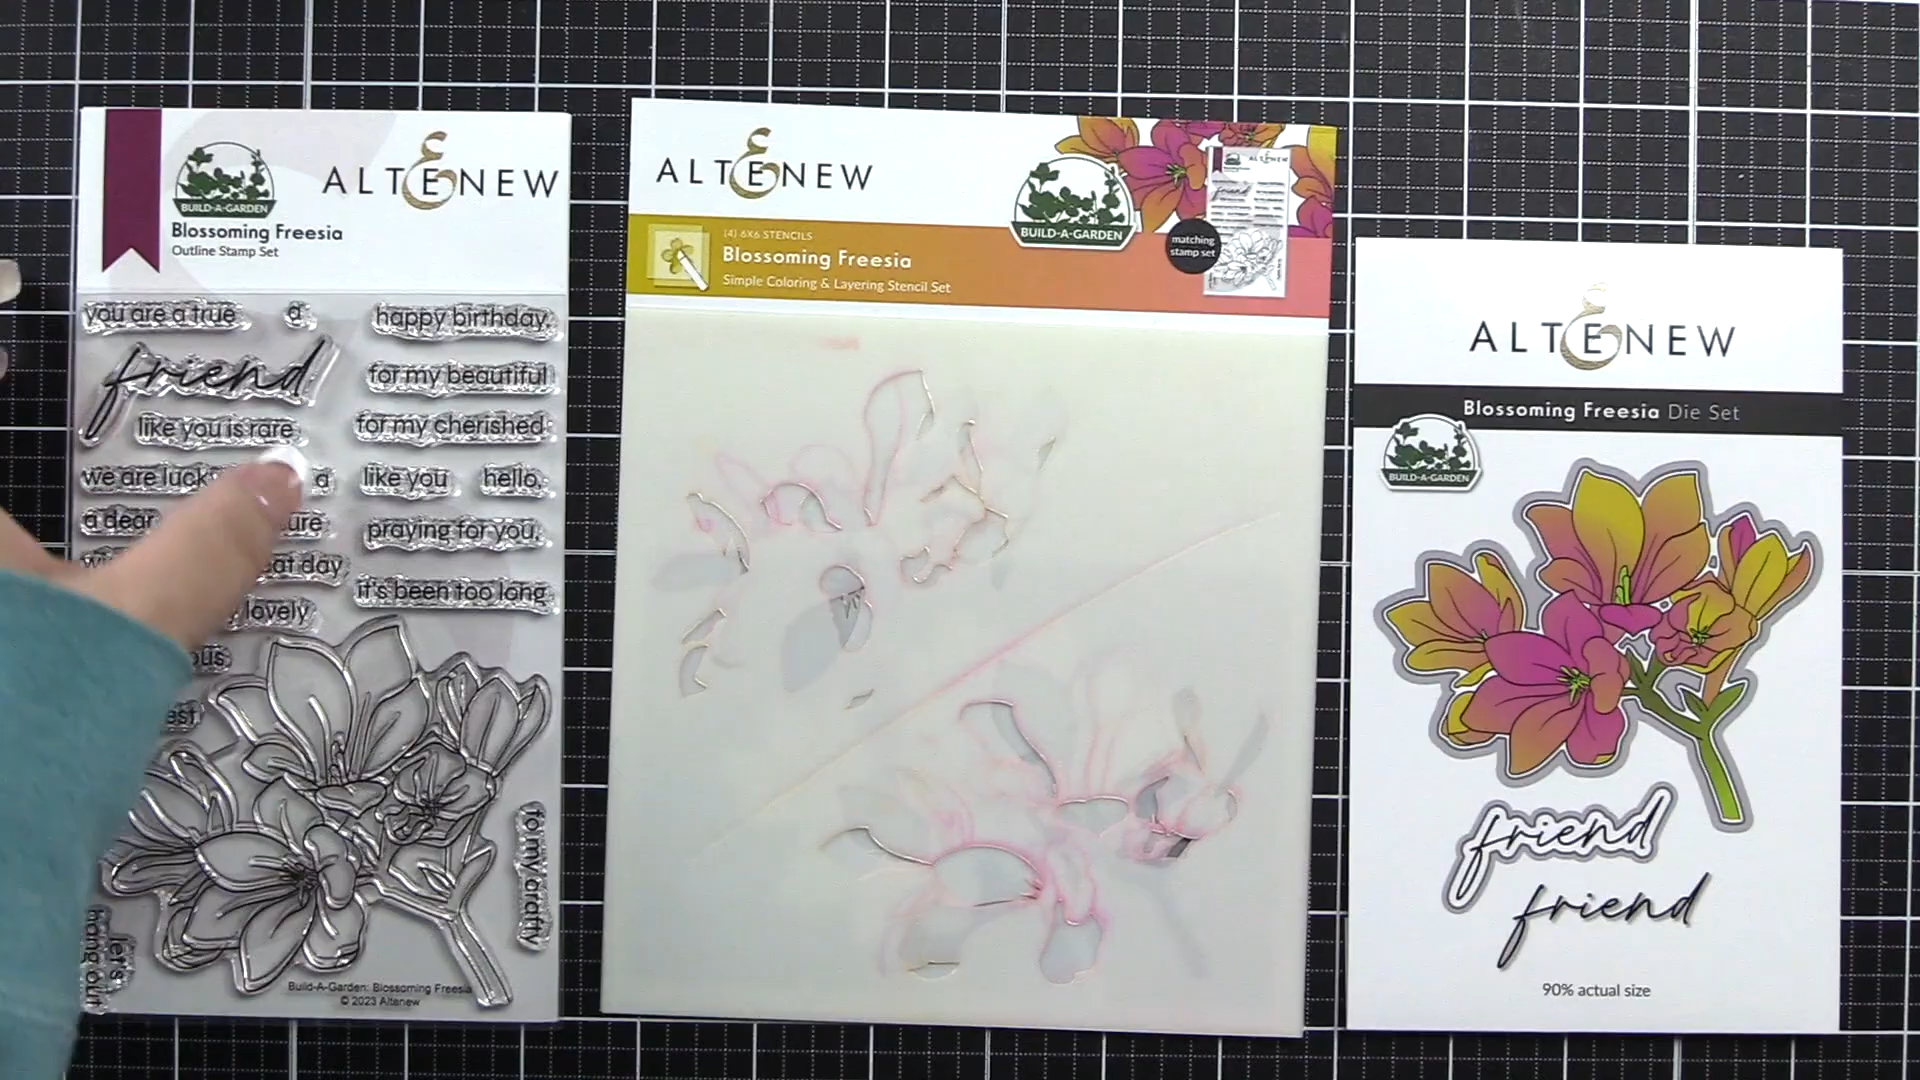 BUILD-A-GARDEN
ALTENEW
Blossoming Freesia
Outline Stamp Set
you are a true
a
happy birthday,
friend
for my beautiful
like you is rare
for my cherished
we are luck
a
like you
hello,
a dear
ure
praying for you,
at day
it's been too long
lovely
ous
est
for my crafty
let's
hang out
Build-A-Garden: Blossoming Freesia
© 2023 Altenew
ALTENEW
BUILD-A-GARDEN
ALTENEW
friend
matching
stamp set
(4) 6X6 STENCILS
Blossoming Freesia
Simple Coloring & Layering Stencil Set
ALTENEW
Blossoming Freesia Die Set
BUILD-A-GARDEN
friend
friend
90% actual size